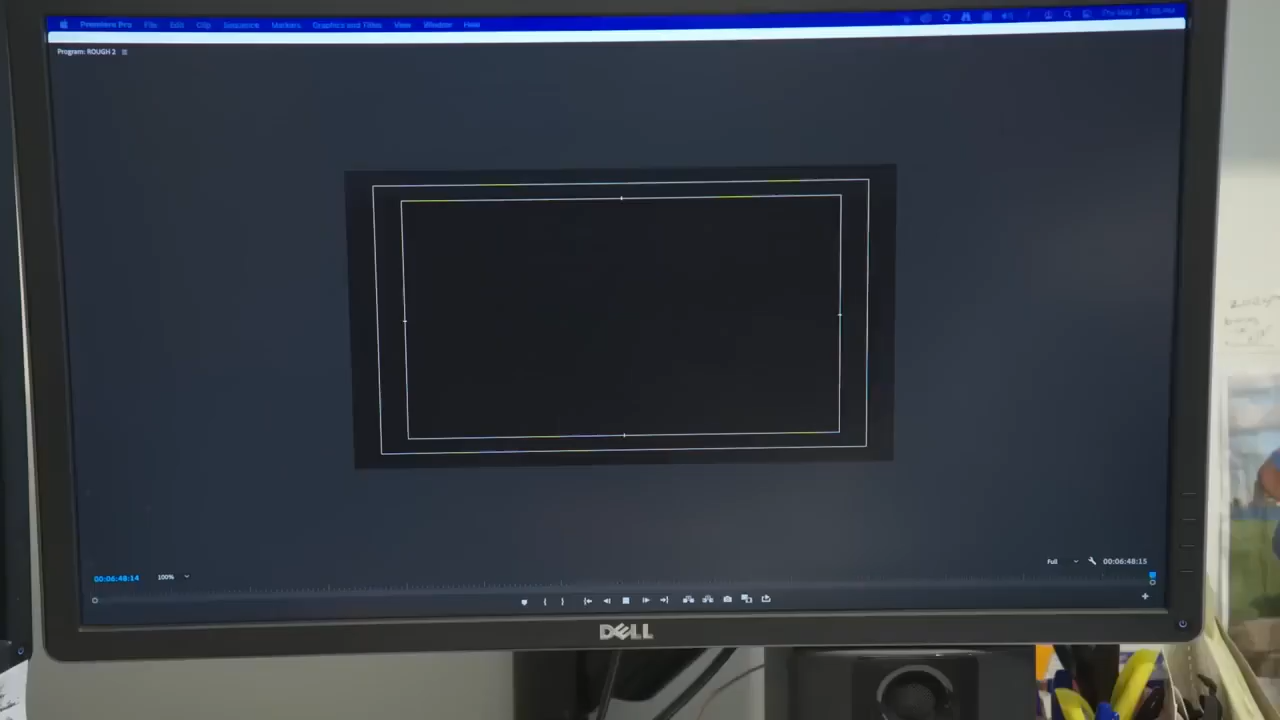 Premiere Pro File Edit Clip Sequence Markers Graphics and Titles View Window Help
Program: ROUGH 2
00:06:48:14 100% Full 00:06:48:15
DELL